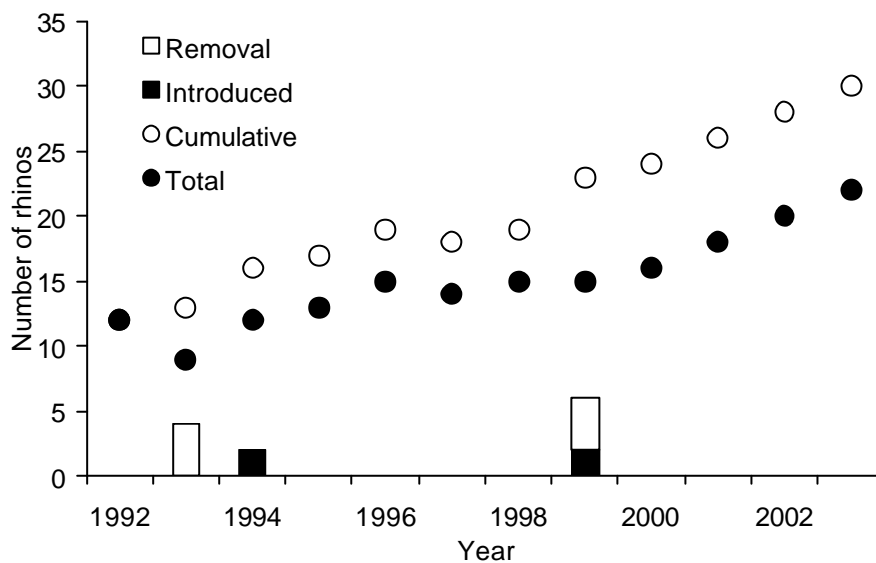 35
30
25
20
15
10
5
0
Number of rhinos
Removal
Introduced
Cumulative
Total
1992 1994 1996 1998 2000 2002
Year